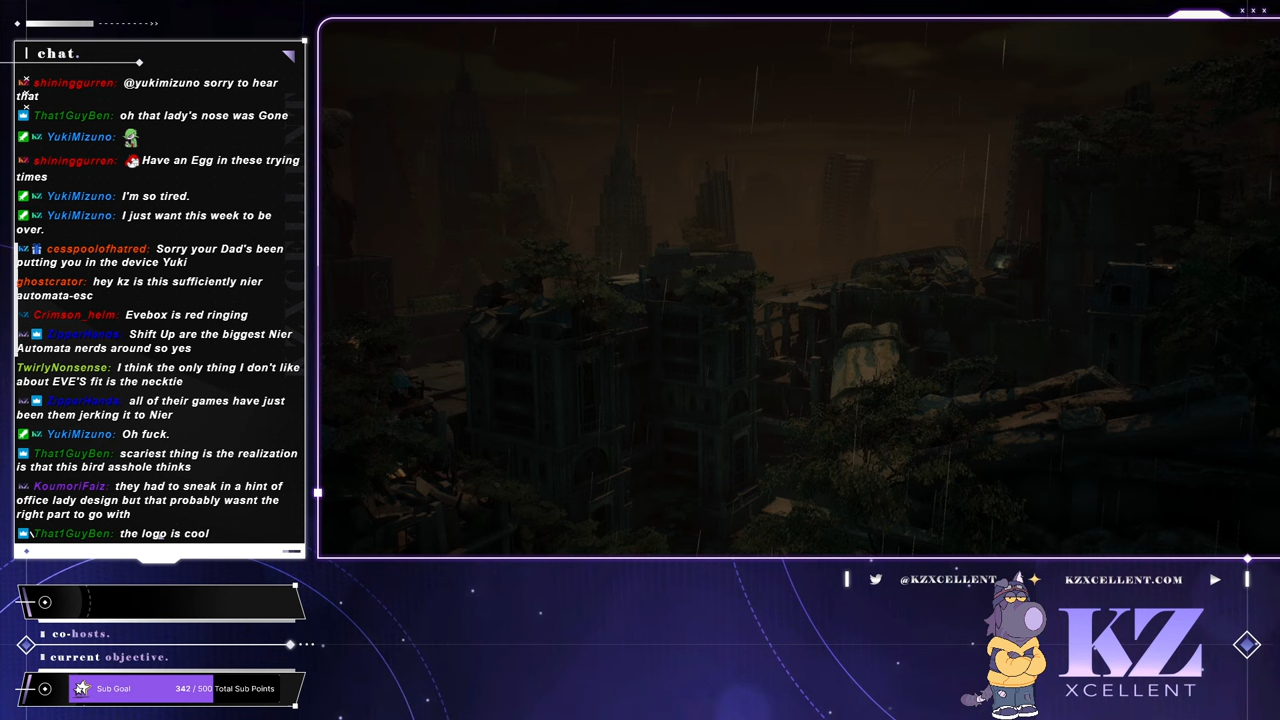 chat.
shininggurren: @yukimizuno sorry to hear
that
That1GuyBen: oh that lady's nose was Gone
YukiMizuno:
shininggurren: Have an Egg in these trying
times
YukiMizuno: I'm so tired.
YukiMizuno: I just want this week to be
over.
cesspoolofhatred: Sorry your Dad's been
putting you in the device Yuki
ghostcrator: hey kz is this sufficiently nier
automata-esc
Crimson_helm: Evebox is red ringing
ZipperHands: Shift Up are the biggest Nier
Automata nerds around so yes
TwirlyNonsense: I think the only thing I don't like
about EVE'S fit is the necktie
ZipperHands: all of their games have just
been them jerking it to Nier
YukiMizuno: Oh fuck.
That1GuyBen: scariest thing is the realization
is that this bird asshole thinks
KoumoriFaiz: they had to sneak in a hint of
office lady design but that probably wasnt the
right part to go with
That1GuyBen: the logo is cool
co-hosts.
current objective.
Sub Goal 342 / 500 Total Sub Points
@KZXCELLENT
KZXCELLENT.COM
KZ
XCELLENT